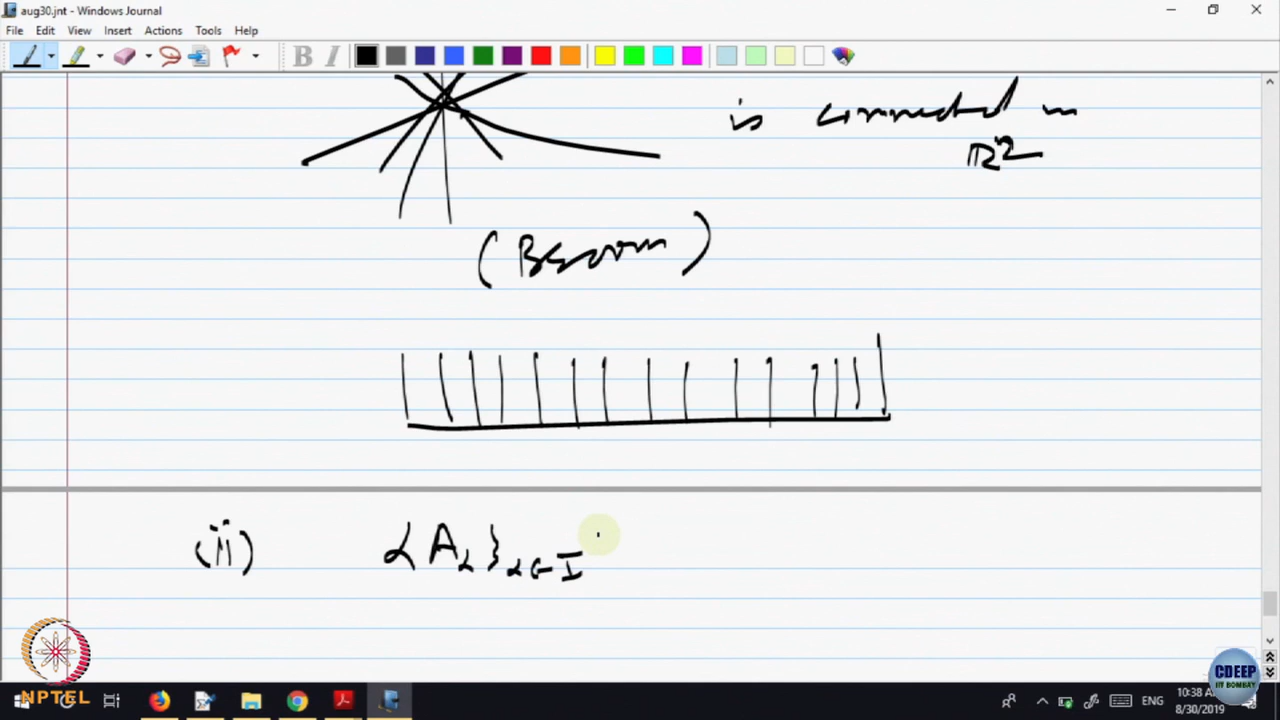 aug30.jnt - Windows Journal
File Edit View Insert Actions Tools Help
B I
is connected in
ℝ²
(Broom)
(ii) {A_α}_{α∈I}
NPTEL
CDEEP
IIT BOMBAY
ENG
10:38 A
8/30/2019